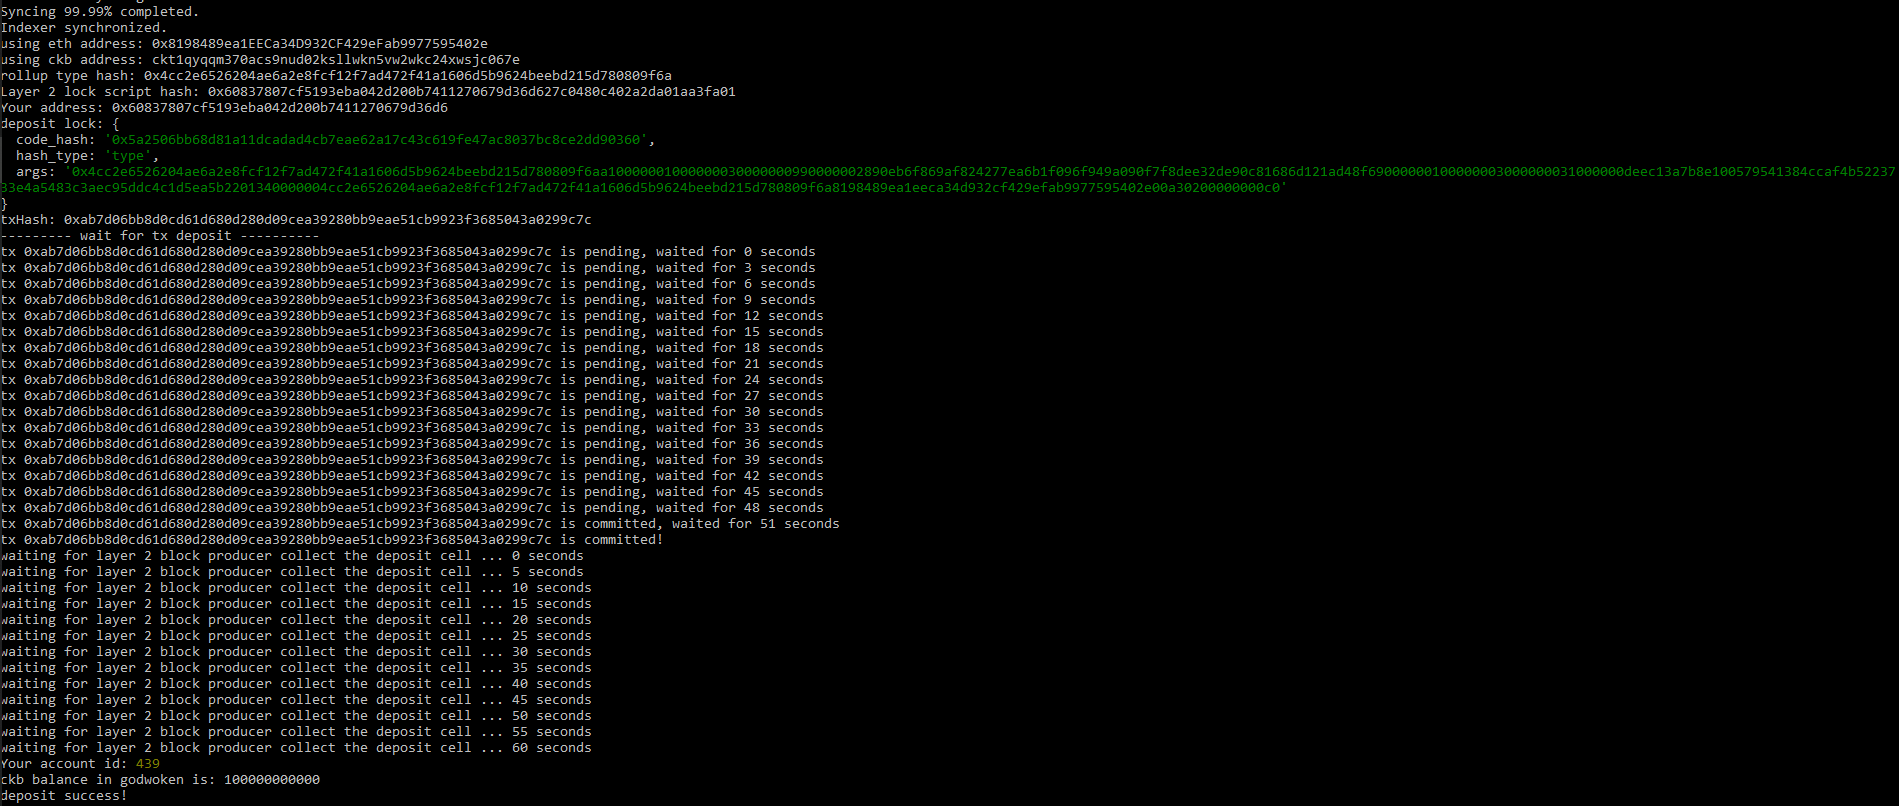 Syncing 99.99% completed.
Indexer synchronized.
using eth address: 0x8198489ea1EECa34D932CF429eFab9977595402e
using ckb address: ckt1qyqqm370acs9nud02ksllwkn5vw2wkc24xwsjc067e
rollup type hash: 0x4cc2e6526204ae6a2e8fcf12f7ad472f41a1606d5b9624beebd215d780809f6a
Layer 2 lock script hash: 0x60837807cf5193eba042d200b7411270679d36d627c0480c402a2da01aa3fa01
Your address: 0x60837807cf5193eba042d200b7411270679d36d6
deposit lock: {
  code_hash: '0x5a2506bb68d81a11dcadad4cb7eae62a17c43c619fe47ac8037bc8ce2dd90360',
  hash_type: 'type',
  args: '0x4cc2e6526204ae6a2e8fcf12f7ad472f41a1606d5b9624beebd215d780809f6aa10000001000000030000000990000002890eb6f869af824277ea6b1f096f949a090f7f8dee32de90c81686d121ad48f6900000010000000300000031000000deec13a7b8e100579541384ccaf4b52237
33e4a5483c3aec95ddc4c1d5ea5b2201340000004cc2e6526204ae6a2e8fcf12f7ad472f41a1606d5b9624beebd215d780809f6a8198489ea1eeca34d932cf429efab9977595402e00a30200000000c0'
}
txHash: 0xab7d06bb8d0cd61d680d280d09cea39280bb9eae51cb9923f3685043a0299c7c
--------- wait for tx deposit ----------
tx 0xab7d06bb8d0cd61d680d280d09cea39280bb9eae51cb9923f3685043a0299c7c is pending, waited for 0 seconds
tx 0xab7d06bb8d0cd61d680d280d09cea39280bb9eae51cb9923f3685043a0299c7c is pending, waited for 3 seconds
tx 0xab7d06bb8d0cd61d680d280d09cea39280bb9eae51cb9923f3685043a0299c7c is pending, waited for 6 seconds
tx 0xab7d06bb8d0cd61d680d280d09cea39280bb9eae51cb9923f3685043a0299c7c is pending, waited for 9 seconds
tx 0xab7d06bb8d0cd61d680d280d09cea39280bb9eae51cb9923f3685043a0299c7c is pending, waited for 12 seconds
tx 0xab7d06bb8d0cd61d680d280d09cea39280bb9eae51cb9923f3685043a0299c7c is pending, waited for 15 seconds
tx 0xab7d06bb8d0cd61d680d280d09cea39280bb9eae51cb9923f3685043a0299c7c is pending, waited for 18 seconds
tx 0xab7d06bb8d0cd61d680d280d09cea39280bb9eae51cb9923f3685043a0299c7c is pending, waited for 21 seconds
tx 0xab7d06bb8d0cd61d680d280d09cea39280bb9eae51cb9923f3685043a0299c7c is pending, waited for 24 seconds
tx 0xab7d06bb8d0cd61d680d280d09cea39280bb9eae51cb9923f3685043a0299c7c is pending, waited for 27 seconds
tx 0xab7d06bb8d0cd61d680d280d09cea39280bb9eae51cb9923f3685043a0299c7c is pending, waited for 30 seconds
tx 0xab7d06bb8d0cd61d680d280d09cea39280bb9eae51cb9923f3685043a0299c7c is pending, waited for 33 seconds
tx 0xab7d06bb8d0cd61d680d280d09cea39280bb9eae51cb9923f3685043a0299c7c is pending, waited for 36 seconds
tx 0xab7d06bb8d0cd61d680d280d09cea39280bb9eae51cb9923f3685043a0299c7c is pending, waited for 39 seconds
tx 0xab7d06bb8d0cd61d680d280d09cea39280bb9eae51cb9923f3685043a0299c7c is pending, waited for 42 seconds
tx 0xab7d06bb8d0cd61d680d280d09cea39280bb9eae51cb9923f3685043a0299c7c is pending, waited for 45 seconds
tx 0xab7d06bb8d0cd61d680d280d09cea39280bb9eae51cb9923f3685043a0299c7c is pending, waited for 48 seconds
tx 0xab7d06bb8d0cd61d680d280d09cea39280bb9eae51cb9923f3685043a0299c7c is committed, waited for 51 seconds
tx 0xab7d06bb8d0cd61d680d280d09cea39280bb9eae51cb9923f3685043a0299c7c is committed!
waiting for layer 2 block producer collect the deposit cell ... 0 seconds
waiting for layer 2 block producer collect the deposit cell ... 5 seconds
waiting for layer 2 block producer collect the deposit cell ... 10 seconds
waiting for layer 2 block producer collect the deposit cell ... 15 seconds
waiting for layer 2 block producer collect the deposit cell ... 20 seconds
waiting for layer 2 block producer collect the deposit cell ... 25 seconds
waiting for layer 2 block producer collect the deposit cell ... 30 seconds
waiting for layer 2 block producer collect the deposit cell ... 35 seconds
waiting for layer 2 block producer collect the deposit cell ... 40 seconds
waiting for layer 2 block producer collect the deposit cell ... 45 seconds
waiting for layer 2 block producer collect the deposit cell ... 50 seconds
waiting for layer 2 block producer collect the deposit cell ... 55 seconds
waiting for layer 2 block producer collect the deposit cell ... 60 seconds
Your account id: 439
ckb balance in godwoken is: 100000000000
deposit success!